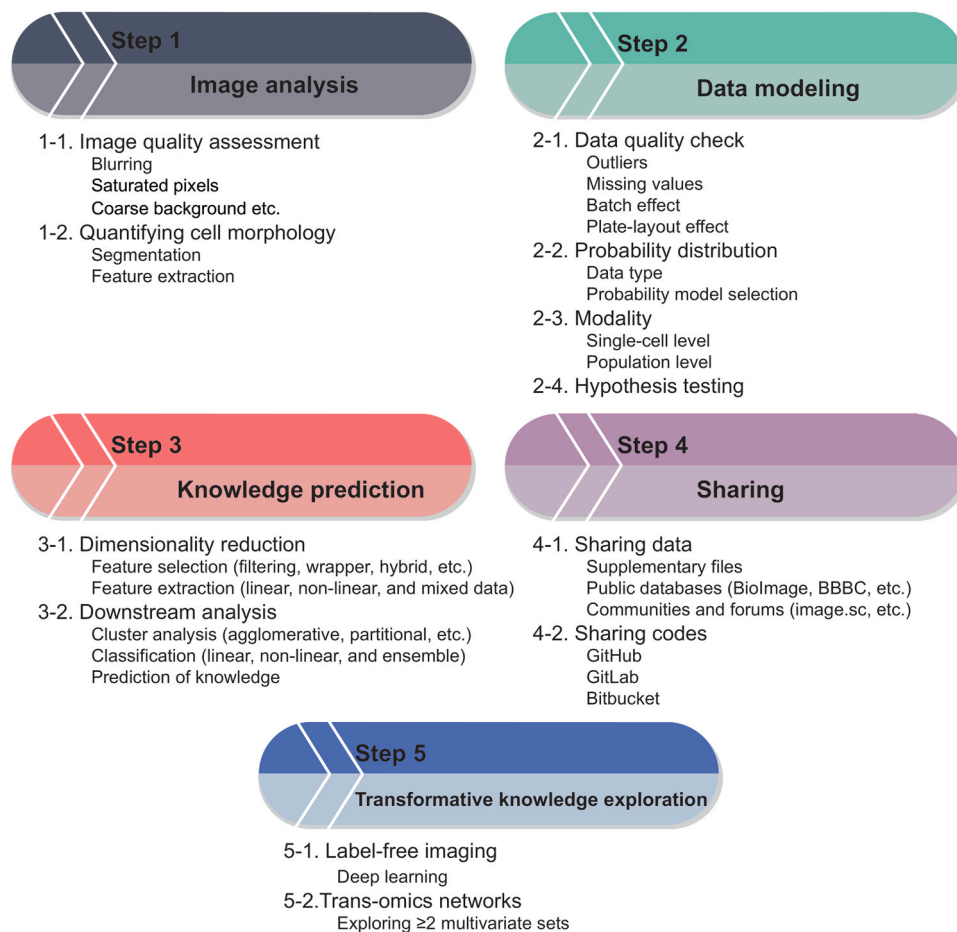 Step 1
Image analysis
1-1. Image quality assessment
Blurring
Saturated pixels
Coarse background etc.
1-2. Quantifying cell morphology
Segmentation
Feature extraction
Step 2
Data modeling
2-1. Data quality check
Outliers
Missing values
Batch effect
Plate-layout effect
2-2. Probability distribution
Data type
Probability model selection
2-3. Modality
Single-cell level
Population level
2-4. Hypothesis testing
Step 3
Knowledge prediction
3-1. Dimensionality reduction
Feature selection (filtering, wrapper, hybrid, etc.)
Feature extraction (linear, non-linear, and mixed data)
3-2. Downstream analysis
Cluster analysis (agglomerative, partitional, etc.)
Classification (linear, non-linear, and ensemble)
Prediction of knowledge
Step 4
Sharing
4-1. Sharing data
Supplementary files
Public databases (BioImage, BBBC, etc.)
Communities and forums (image.sc, etc.)
4-2. Sharing codes
GitHub
GitLab
Bitbucket
Step 5
Transformative knowledge exploration
5-1. Label-free imaging
Deep learning
5-2.Trans-omics networks
Exploring ≥2 multivariate sets